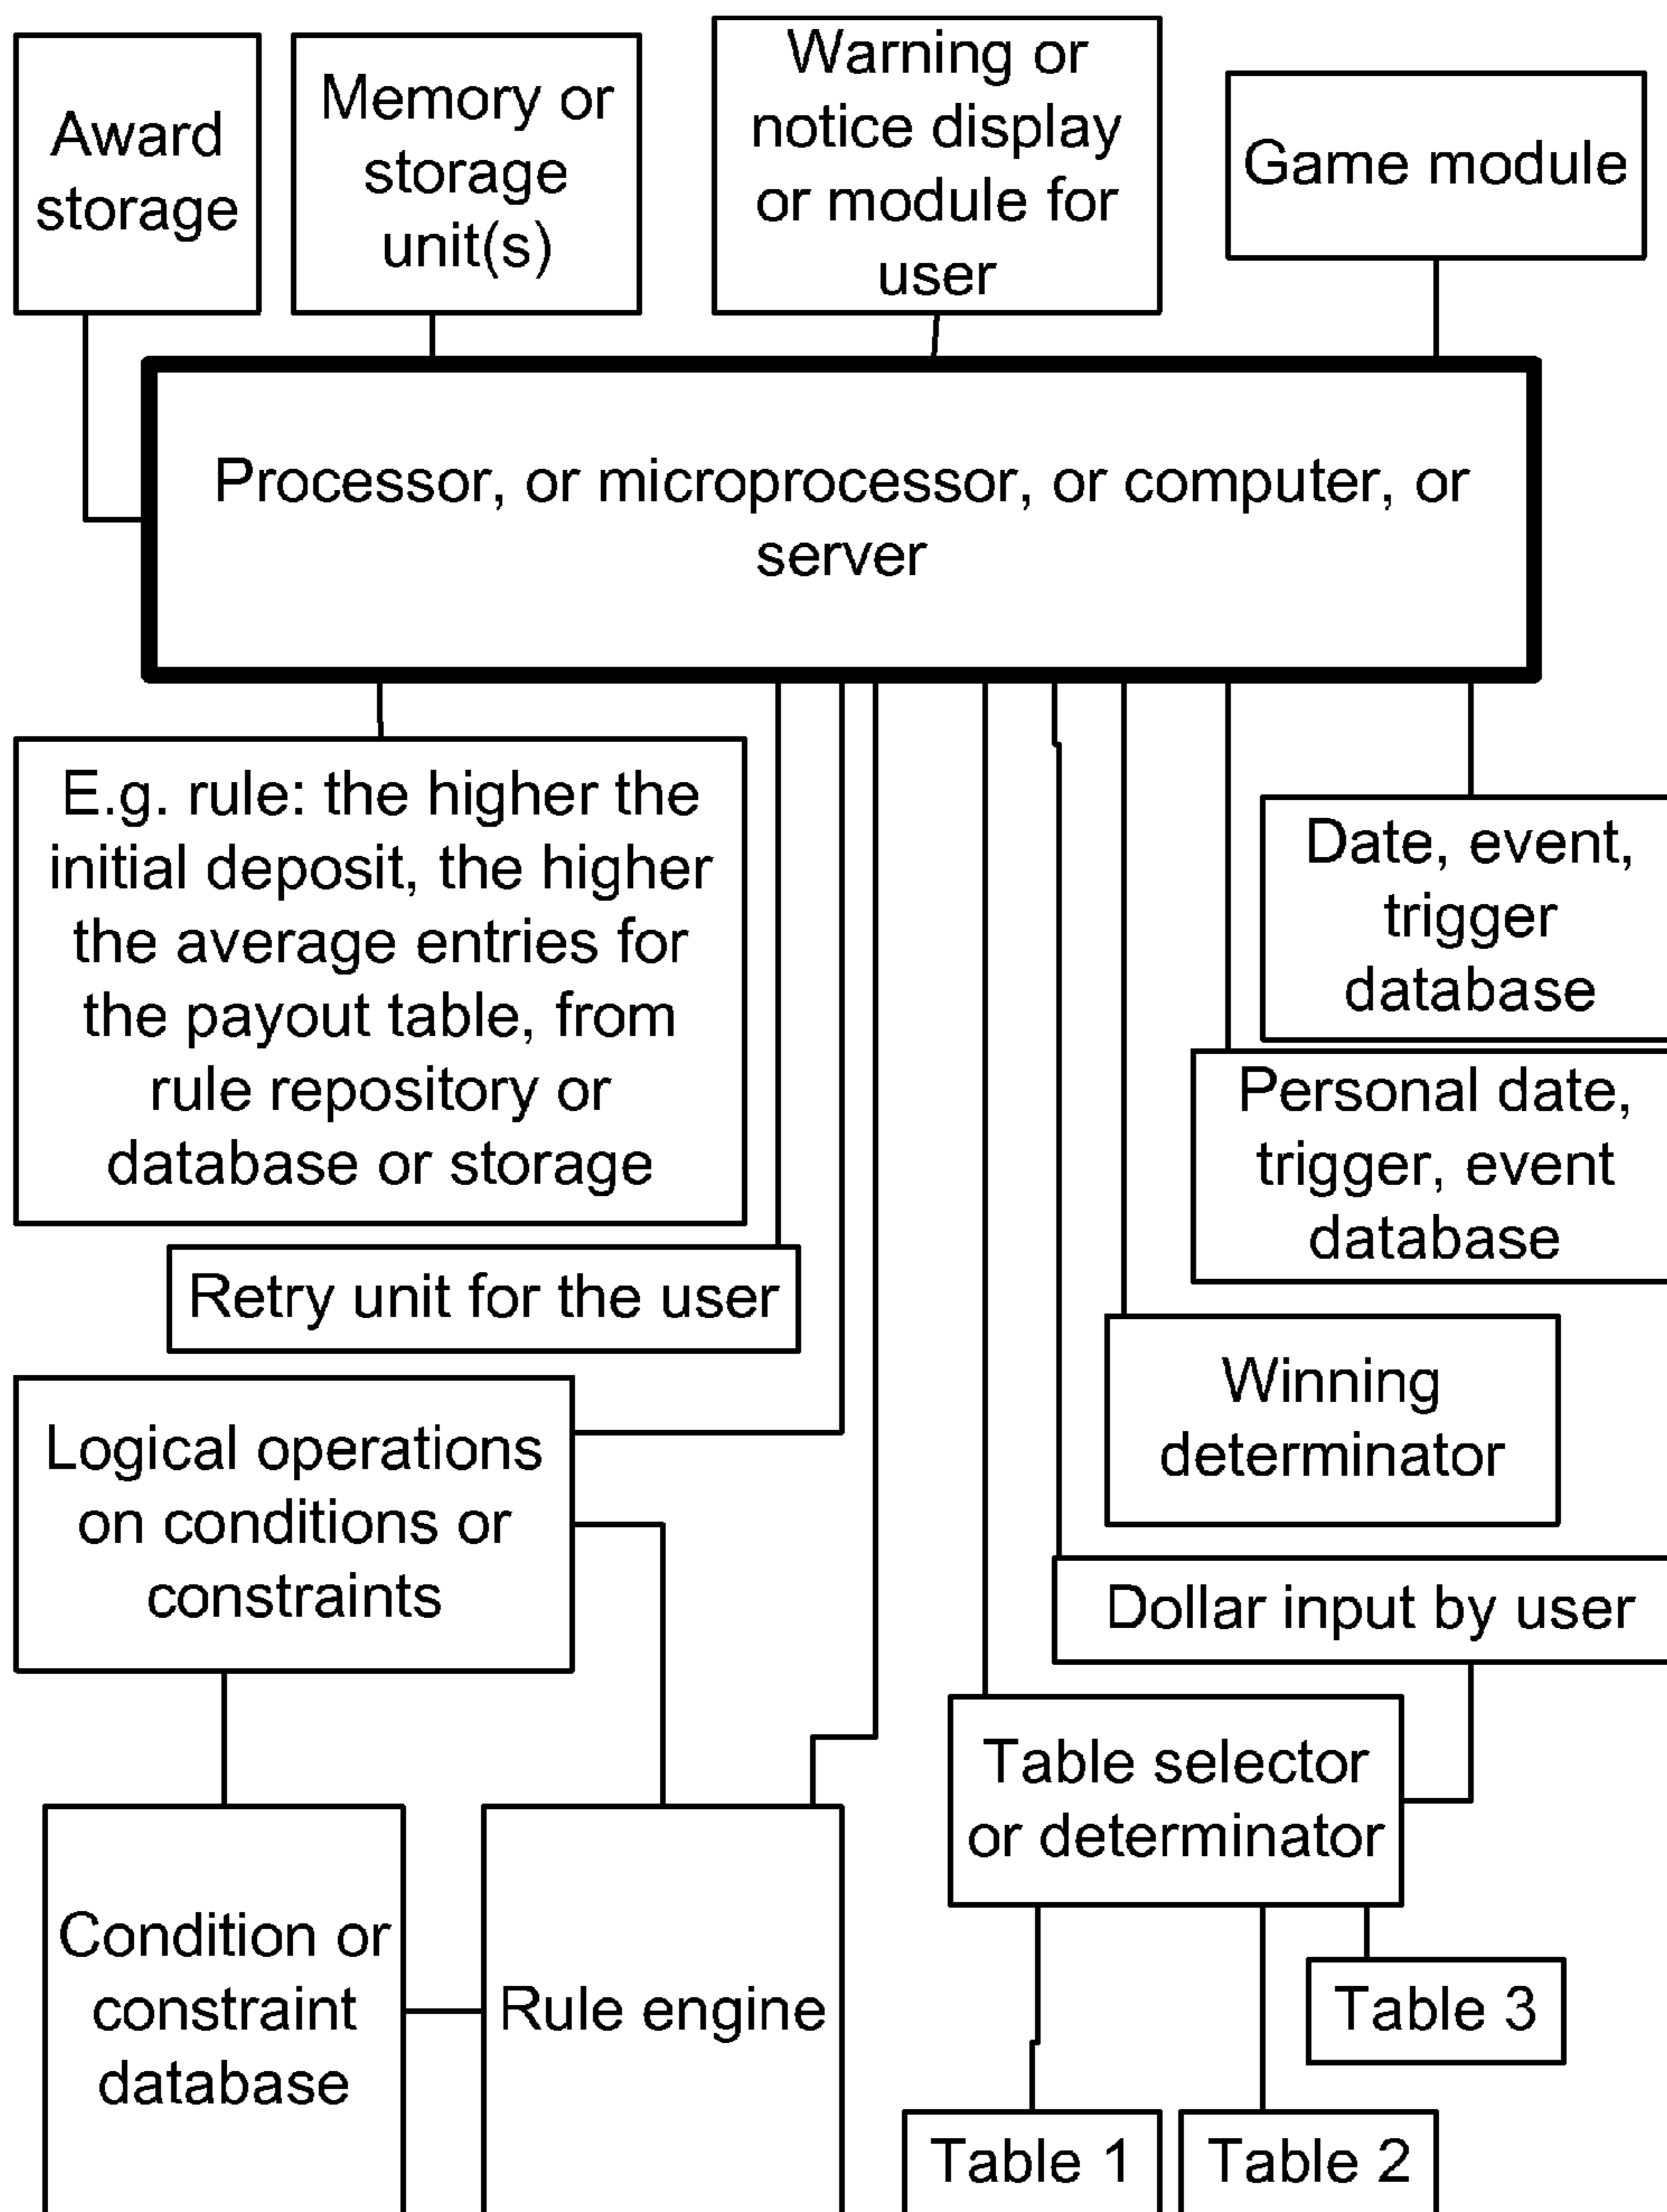 Award
storage
Memory or
storage
unit(s)
Warning or
notice display
or module for
user
Game module
Processor, or microprocessor, or computer, or
server
E.g. rule: the higher the
initial deposit, the higher
the average entries for
the payout table, from
rule repository or
database or storage
Date, event,
trigger
database
Personal date,
trigger, event
database
Retry unit for the user
Winning
determinator
Logical operations
on conditions or
constraints
Dollar input by user
Table selector
or determinator
Condition or
constraint
database
Rule engine
Table 3
Table 1
Table 2